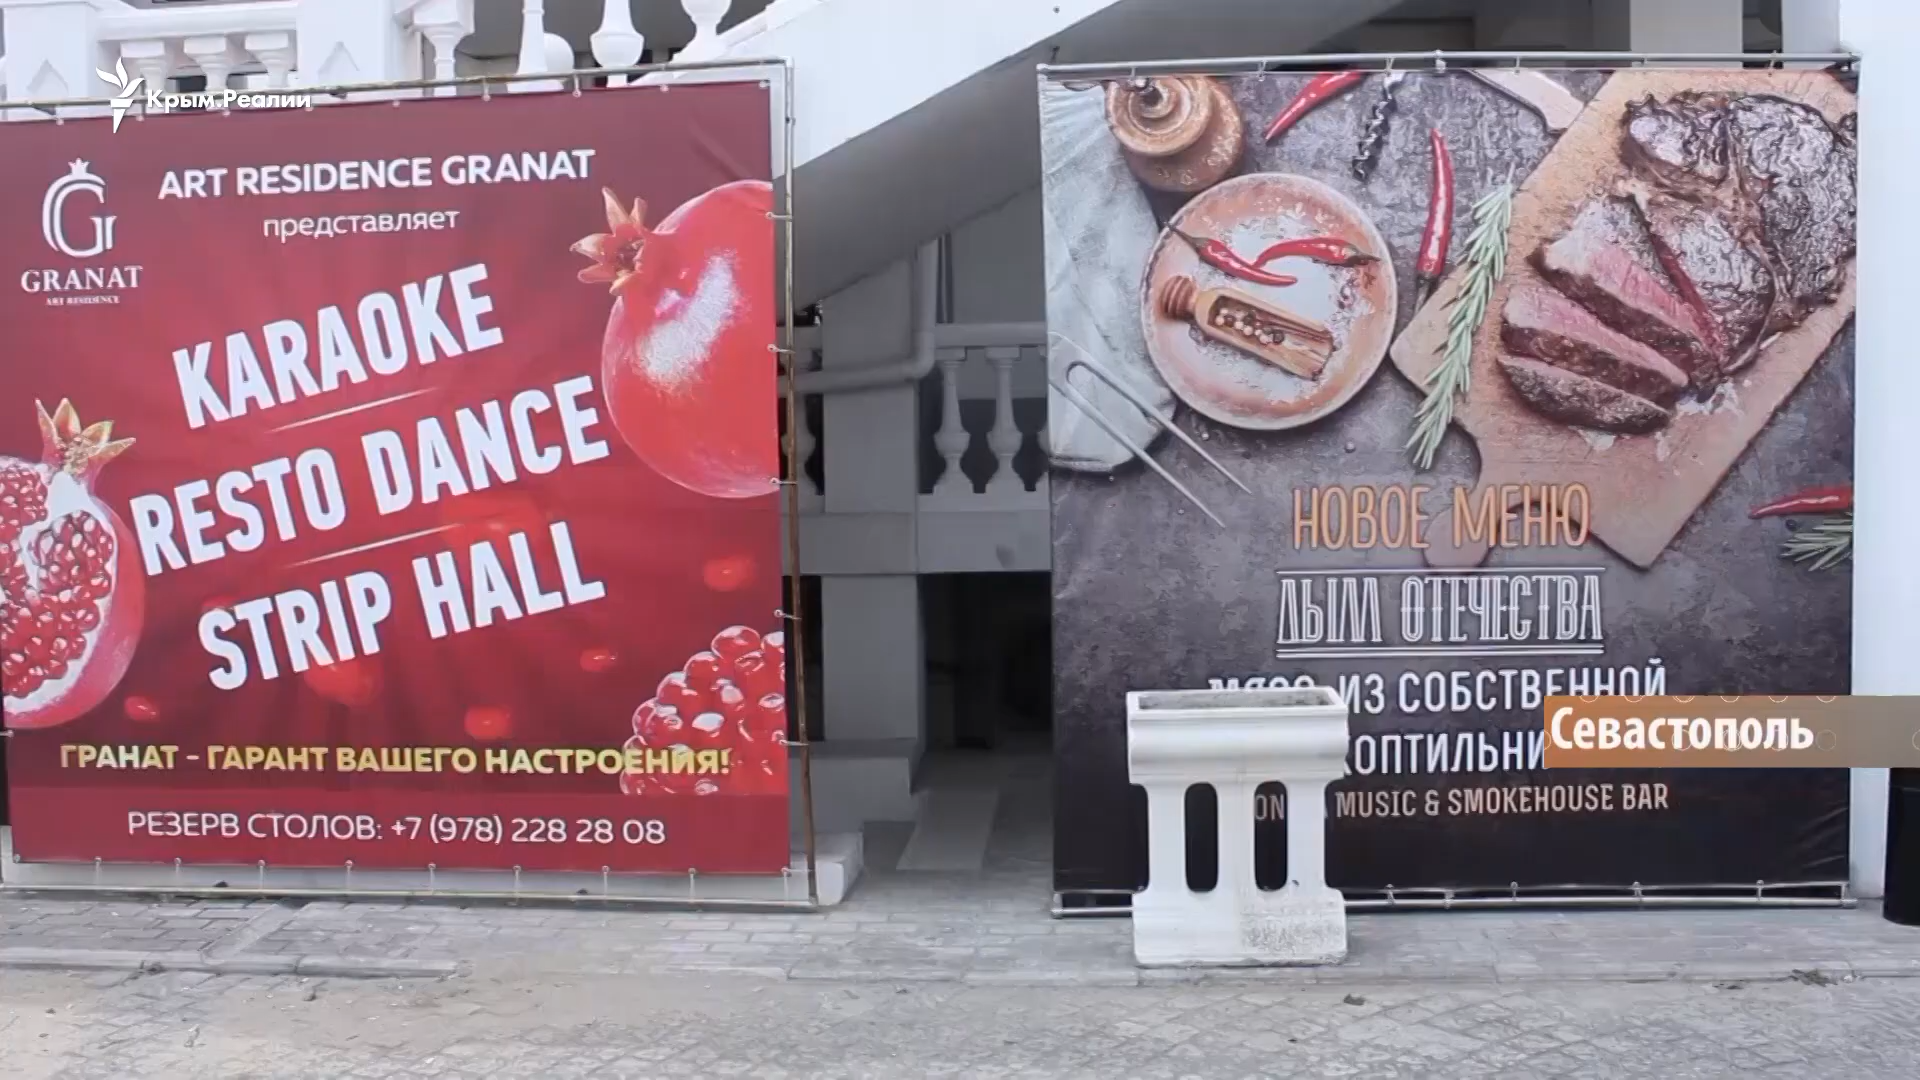 Крым.Реалии
GRANAT
ART RESIDENCE
ART RESIDENCE GRANAT
представляет
KARAOKE
RESTO DANCE
STRIP HALL
ГРАНАТ - ГАРАНТ ВАШЕГО НАСТРОЕНИЯ!
РЕЗЕРВ СТОЛОВ: +7 (978) 228 28 08
НОВОЕ МЕНЮ
ДЫМ ОТЕЧЕСТВА
МЯСО ИЗ СОБСТВЕННОЙ
КОПТИЛЬНИ
MUSIC & SMOKEHOUSE BAR
Севастополь